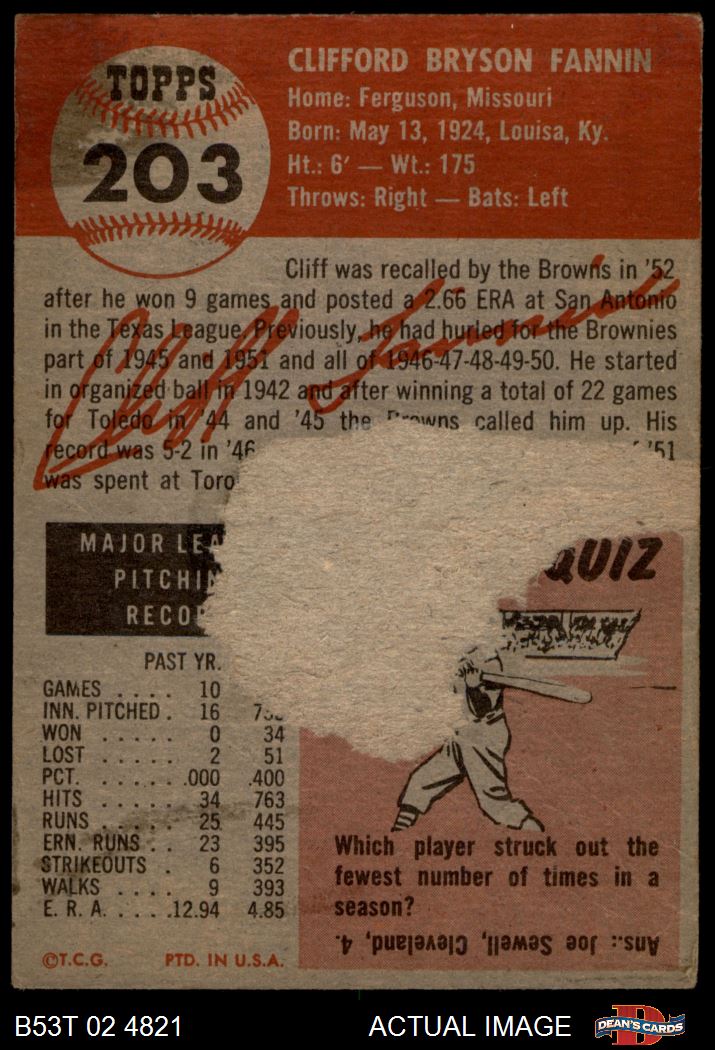 TOPPS
203
CLIFFORD BRYSON FANNIN
Home: Ferguson, Missouri
Born: May 13, 1924, Louisa, Ky.
Ht.: 6' — Wt.: 175
Throws: Right — Bats: Left
Cliff was recalled by the Browns in '52
after he won 9 games and posted a 2.66 ERA at San Antonio
in the Texas League. Previously, he had hurled for the Brownies
part of 1945 and 1951 and all of 1946-47-48-49-50. He started
in organized ball in 1942 and after winning a total of 22 games
for Toledo in '44 and '45 the Browns called him up. His
record was 5-2 in '46 '51
was spent at Toro
Cliff Fannin
MAJOR LEA
PITCHIN
RECOR
PAST YR.
GAMES . . . . 10
INN. PITCHED . 16
WON . . . . . 0 34
LOST . . . . . 2 51
PCT. . . . . . .000 .400
HITS . . . . . 34 763
RUNS . . . . . 25 445
ERN. RUNS . . 23 395
STRIKEOUTS . 6 352
WALKS . . . . 9 393
E. R. A. . . . .12.94 4.85
©T.C.G. PTD. IN U.S.A.
QUIZ
Which player struck out the
fewest number of times in a
season?
Ans.: Joe Sewell, Cleveland, 4.
B53T 02 4821 ACTUAL IMAGE DEAN'S CARDS